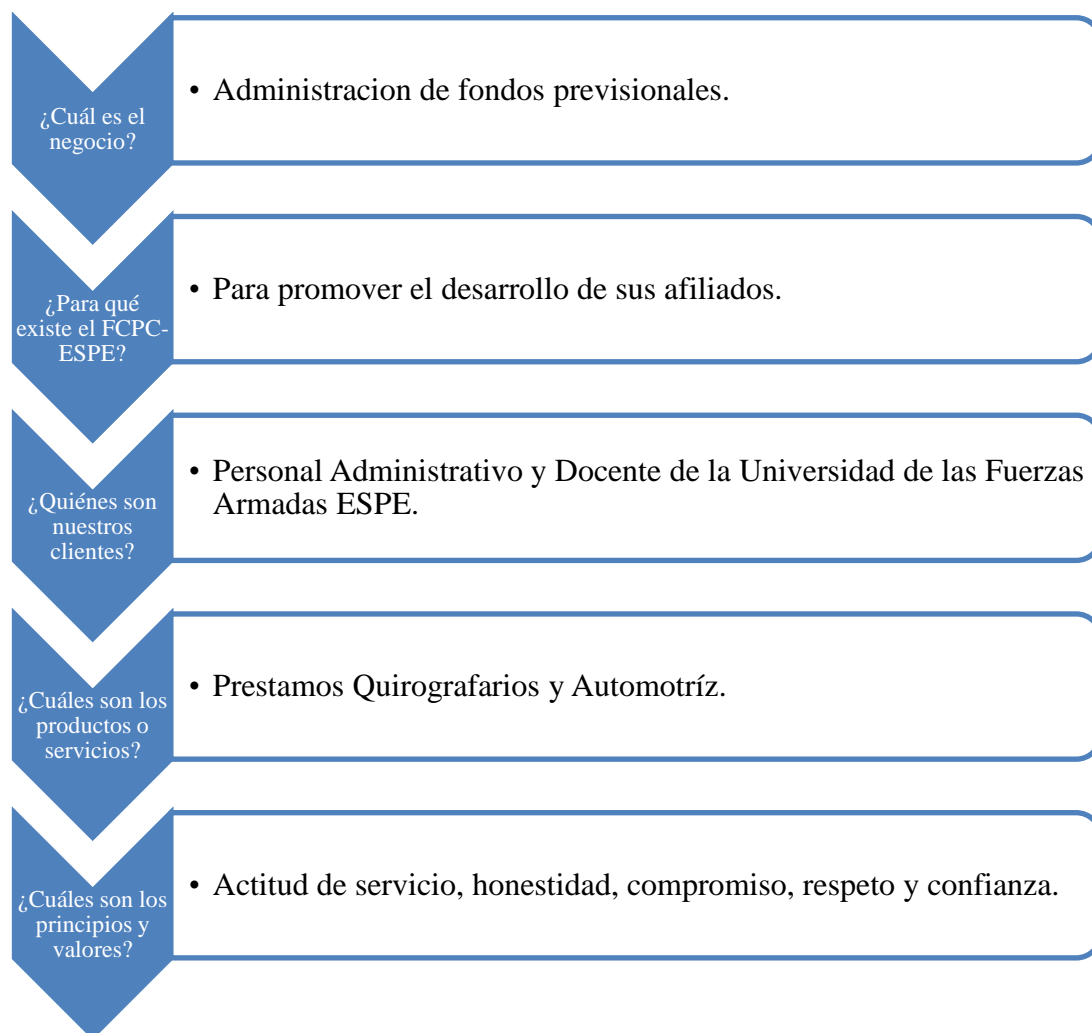 ¿Cuál es el
negocio?
• Administracion de fondos previsionales.
¿Para qué
existe el FCPC-
ESPE?
• Para promover el desarrollo de sus afiliados.
¿Quiénes son
nuestros
clientes?
• Personal Administrativo y Docente de la Universidad de las Fuerzas
Armadas ESPE.
¿Cuáles son los
productos o
servicios?
• Prestamos Quirografarios y Automotríz.
¿Cuáles son los
principios y
valores?
• Actitud de servicio, honestidad, compromiso, respeto y confianza.